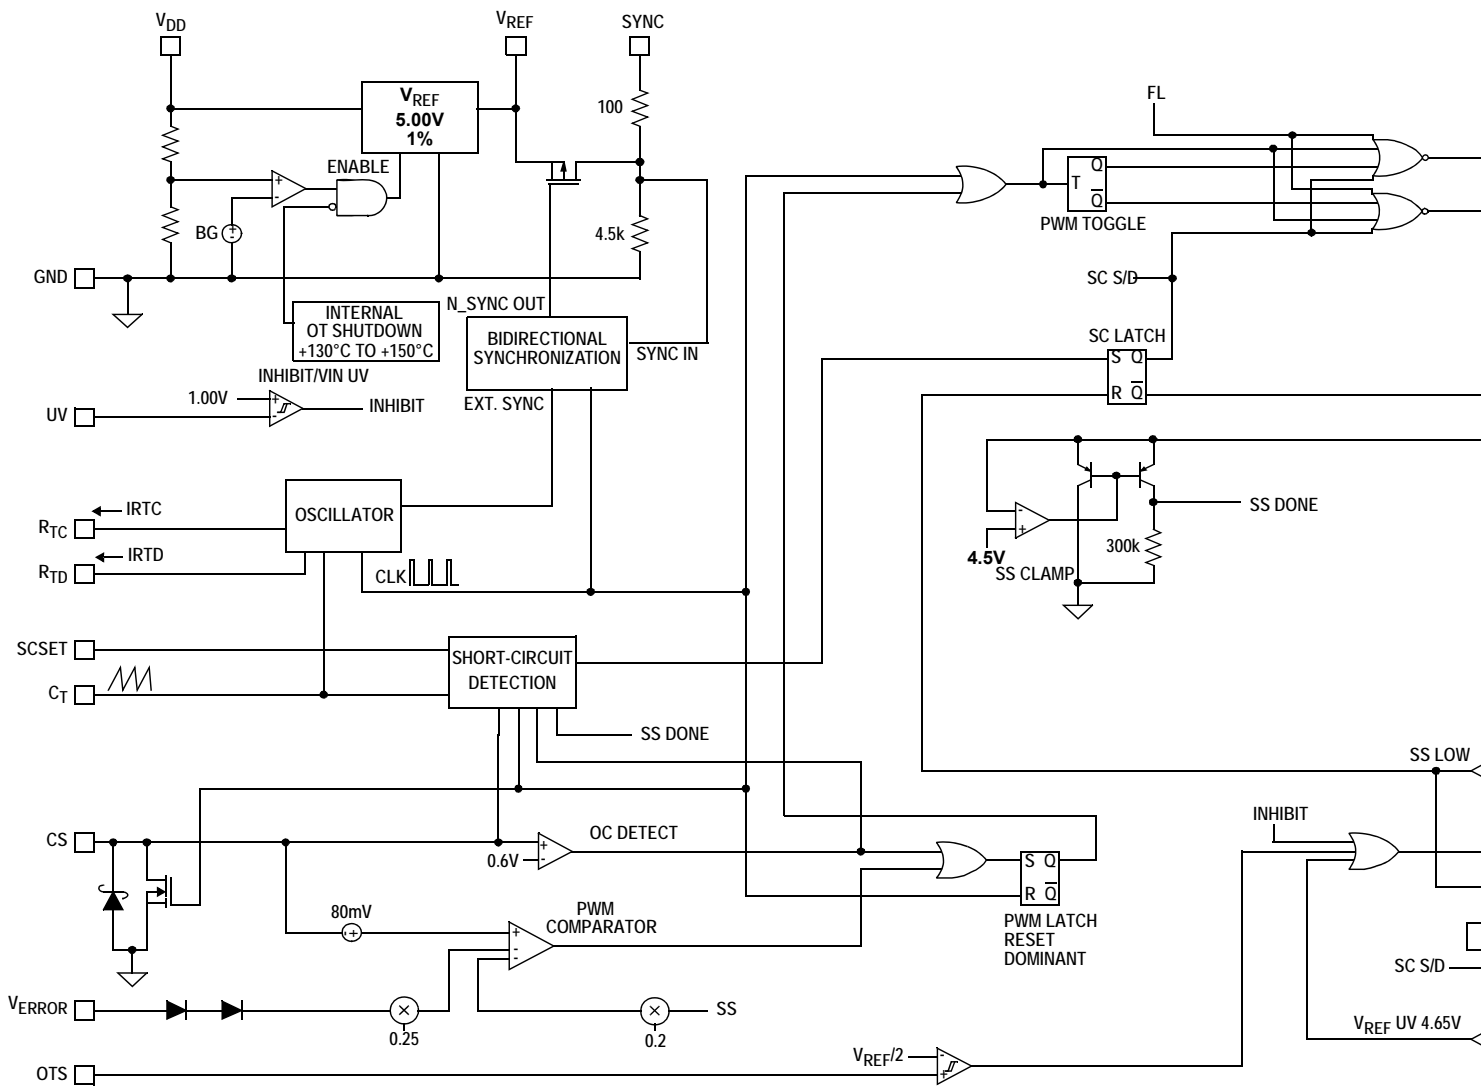 VDD
VREF
SYNC
VREF
5.00V
1%
100
FL
ENABLE
+
-
BG
+
-
4.5k
T
Q
Q
PWM TOGGLE
GND
SC S/D
N_SYNC OUT
INTERNAL
OT SHUTDOWN
+130°C TO +150°C
BIDIRECTIONAL
SYNCHRONIZATION
SYNC IN
SC LATCH
S Q
R Q
INHIBIT/VIN UV
1.00V
+
-
INHIBIT
UV
EXT. SYNC
OSCILLATOR
IRTC
RTC
IRTD
RTD
CLK
-
+
4.5V
SS CLAMP
300k
SS DONE
SCSET
CT
SHORT-CIRCUIT
DETECTION
SS DONE
SS LOW
CS
+
-
0.6V
OC DETECT
INHIBIT
S Q
R Q
PWM LATCH
RESET
DOMINANT
80mV
- +
PWM
COMPARATOR
+
-
-
SC S/D
VERROR
×
0.25
×
0.2
SS
VREF UV 4.65V
VREF/2
-
+
OTS